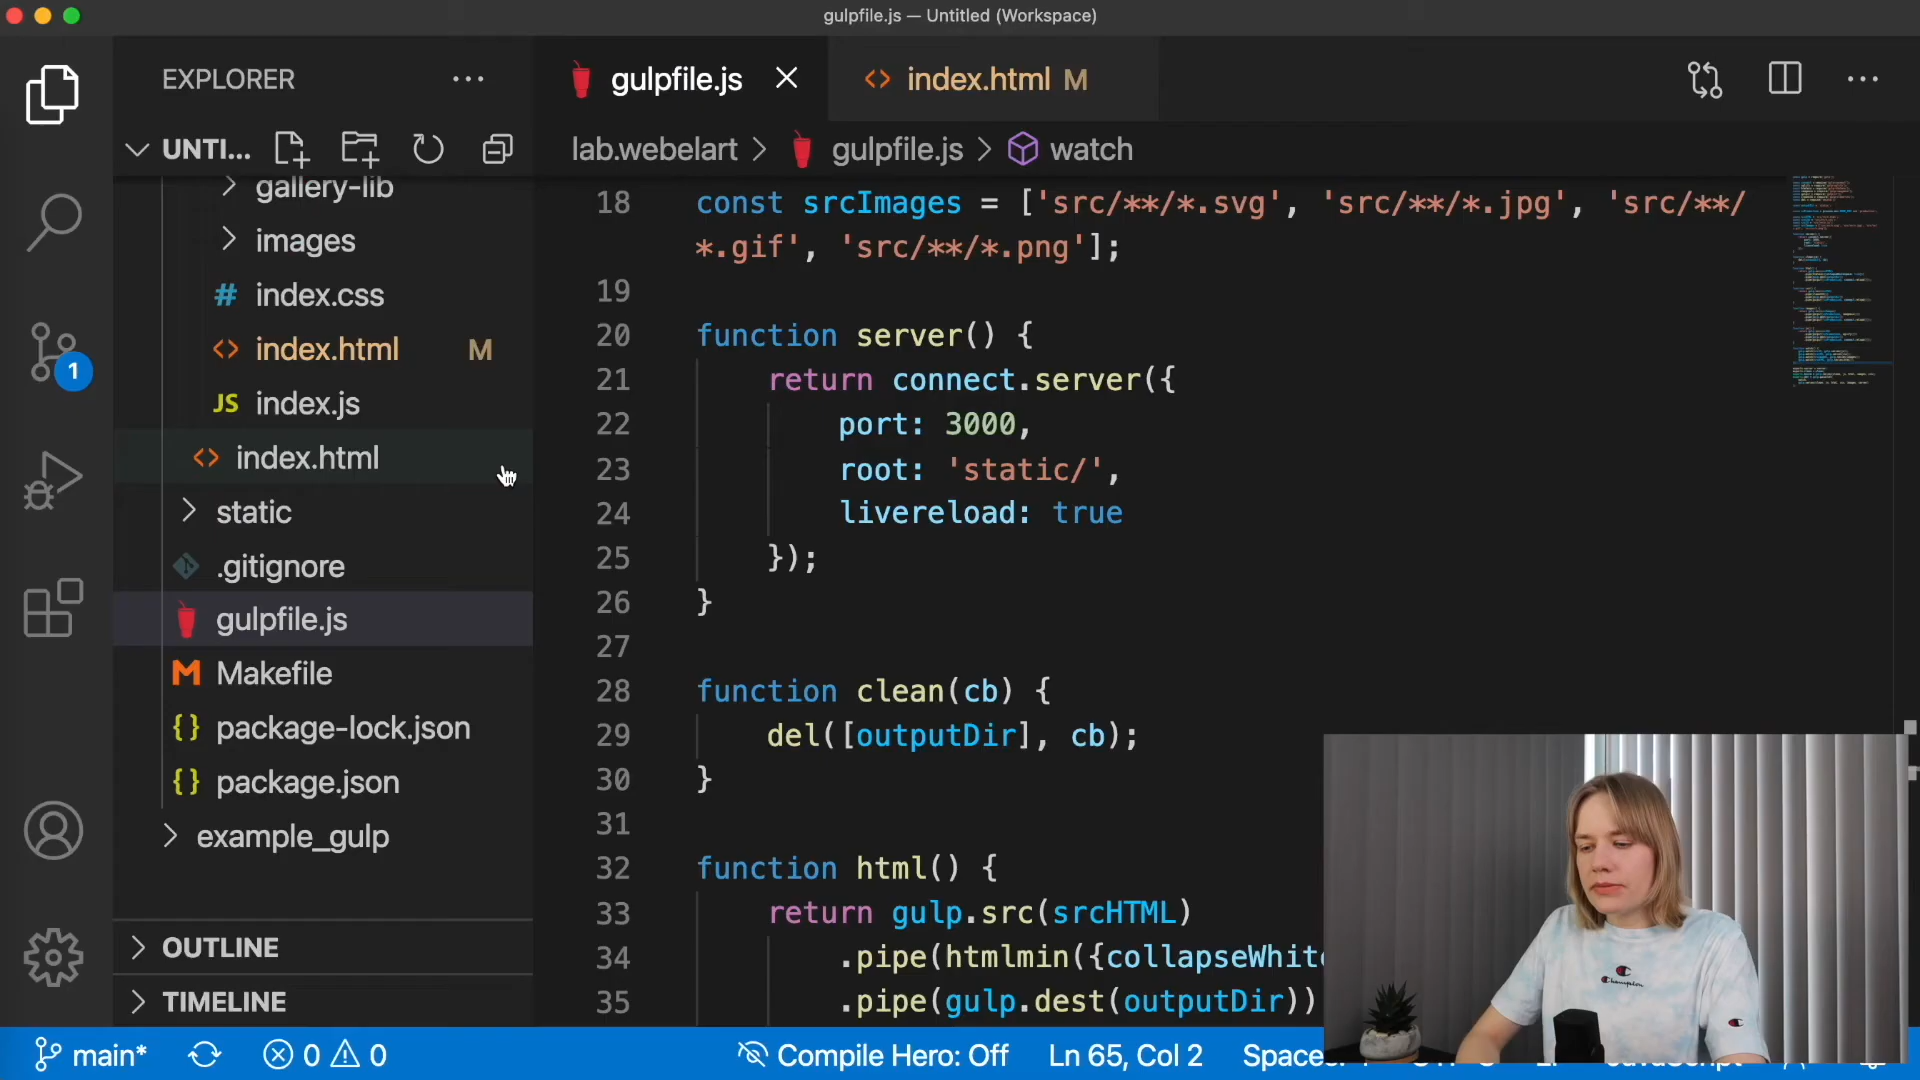 gulpfile.js — Untitled (Workspace)
EXPLORER
gulpfile.js
index.html M
UNTI...
lab.webelart > gulpfile.js > watch
gallery-lib
images
# index.css
<> index.html M
JS index.js
<> index.html
static
.gitignore
gulpfile.js
Makefile
{} package-lock.json
{} package.json
example_gulp
OUTLINE
TIMELINE
18 const srcImages = ['src/**/*.svg', 'src/**/*.jpg', 'src/**/
*.gif', 'src/**/*.png'];
19
20 function server() {
21 return connect.server({
22 port: 3000,
23 root: 'static/',
24 livereload: true
25 });
26 }
27
28 function clean(cb) {
29 del([outputDir], cb);
30 }
31
32 function html() {
33 return gulp.src(srcHTML)
34 .pipe(htmlmin({collapseWhite
35 .pipe(gulp.dest(outputDir))
1
Champion
main* 0 0 Compile Hero: Off Ln 65, Col 2 Spaces: